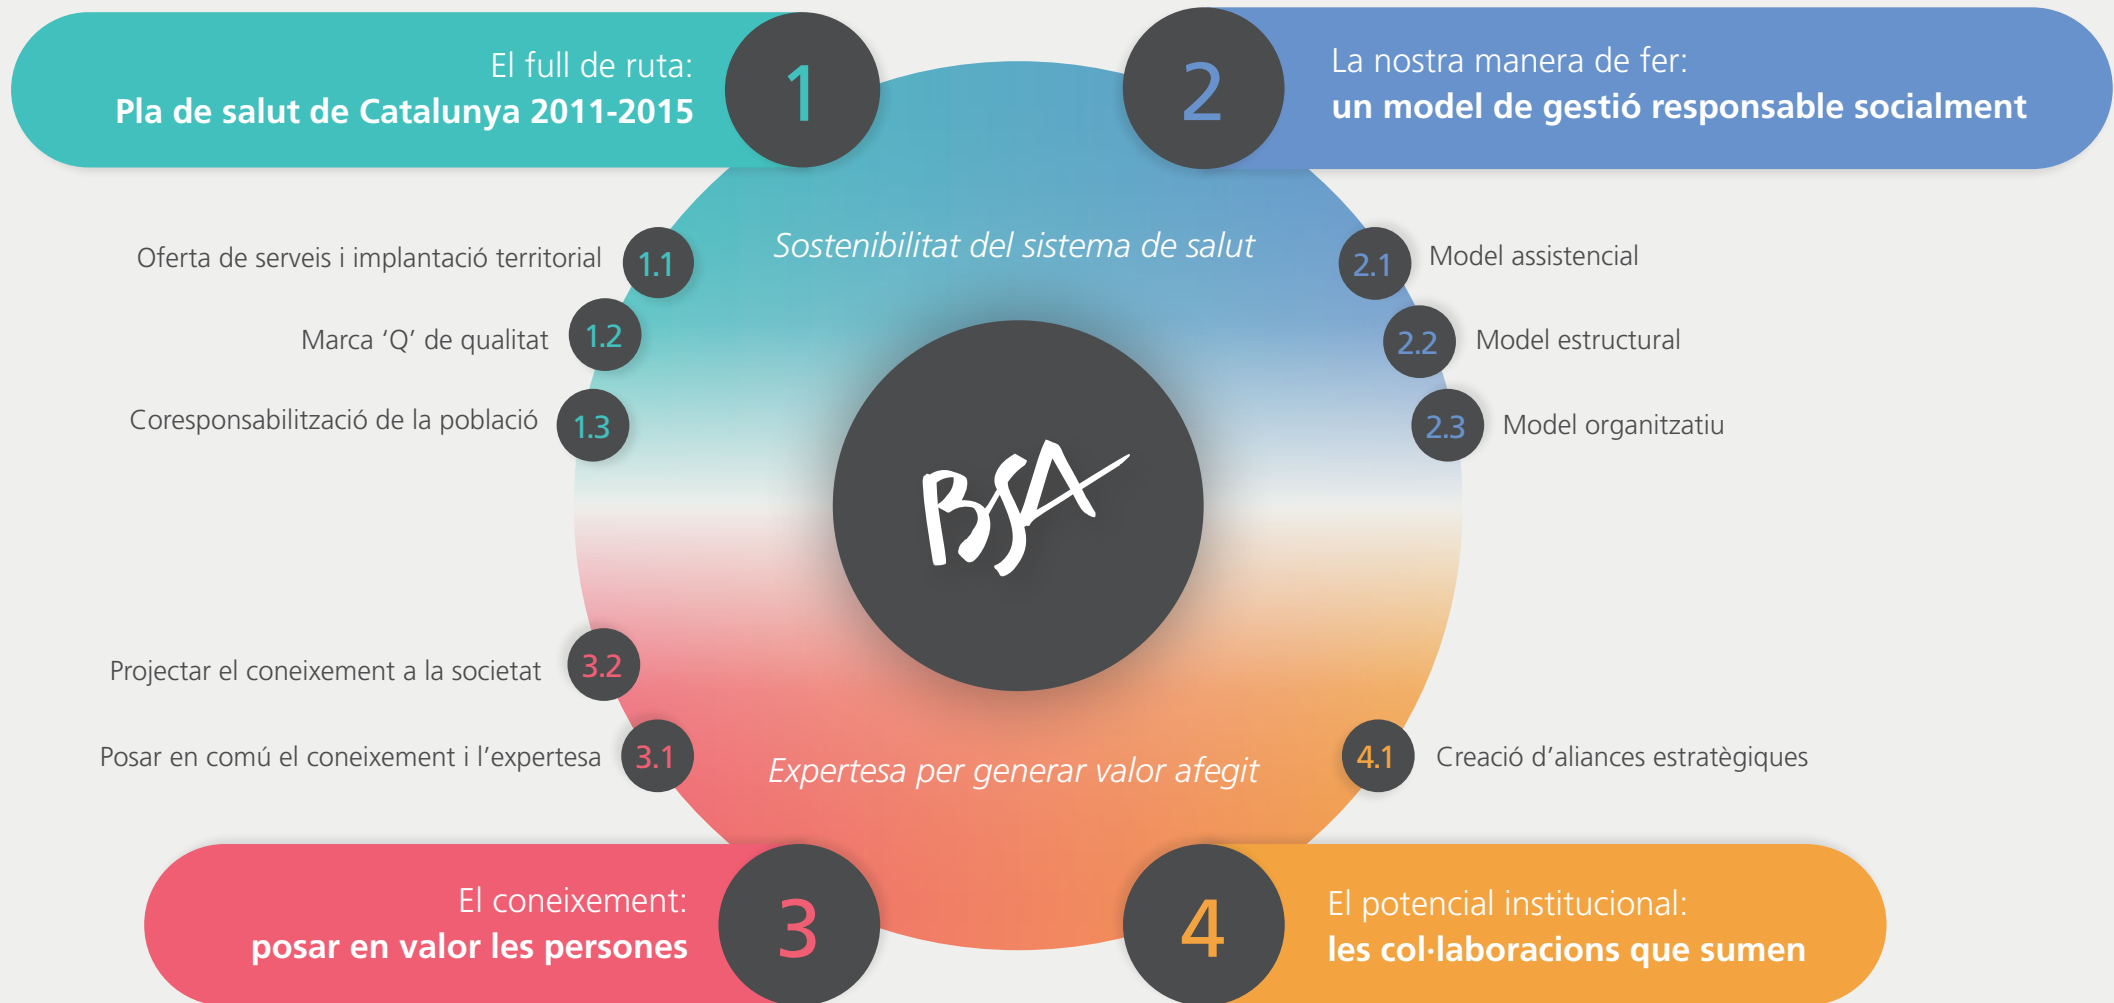 El full de ruta:
Pla de salut de Catalunya 2011-2015
1
2
La nostra manera de fer:
un model de gestió responsable socialment
Sostenibilitat del sistema de salut
Oferta de serveis i implantació territorial
1.1
Marca ‘Q’ de qualitat
1.2
Coresponsabilització de la població
1.3
2.1
Model assistencial
2.2
Model estructural
2.3
Model organitzatiu
BSA
Projectar el coneixement a la societat
3.2
Posar en comú el coneixement i l’expertesa
3.1
Expertesa per generar valor afegit
4.1
Creació d’aliances estratègiques
El coneixement:
posar en valor les persones
3
4
El potencial institucional:
les col·laboracions que sumen